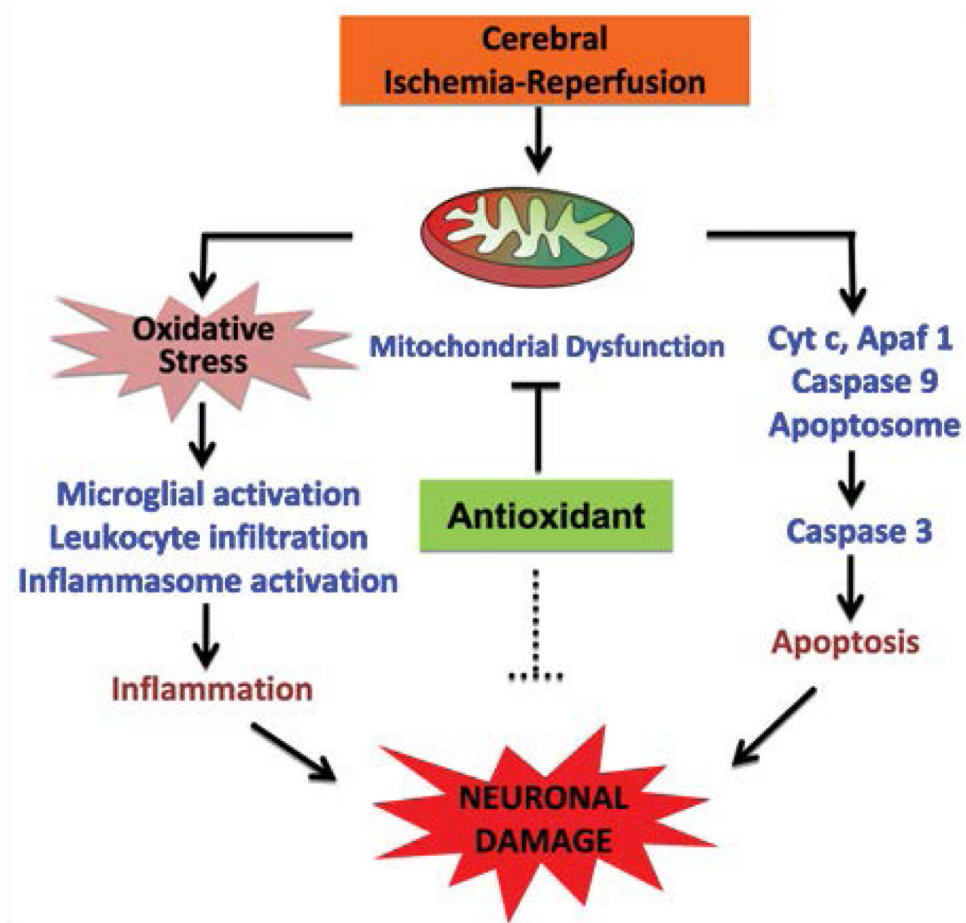 Cerebral
Ischemia-Reperfusion
Oxidative
Stress
Mitochondrial Dysfunction
Cyt c, Apaf 1
Caspase 9
Apoptosome
Microglial activation
Leukocyte infiltration
Inflammasome activation
Antioxidant
Caspase 3
Inflammation
Apoptosis
NEURONAL
DAMAGE